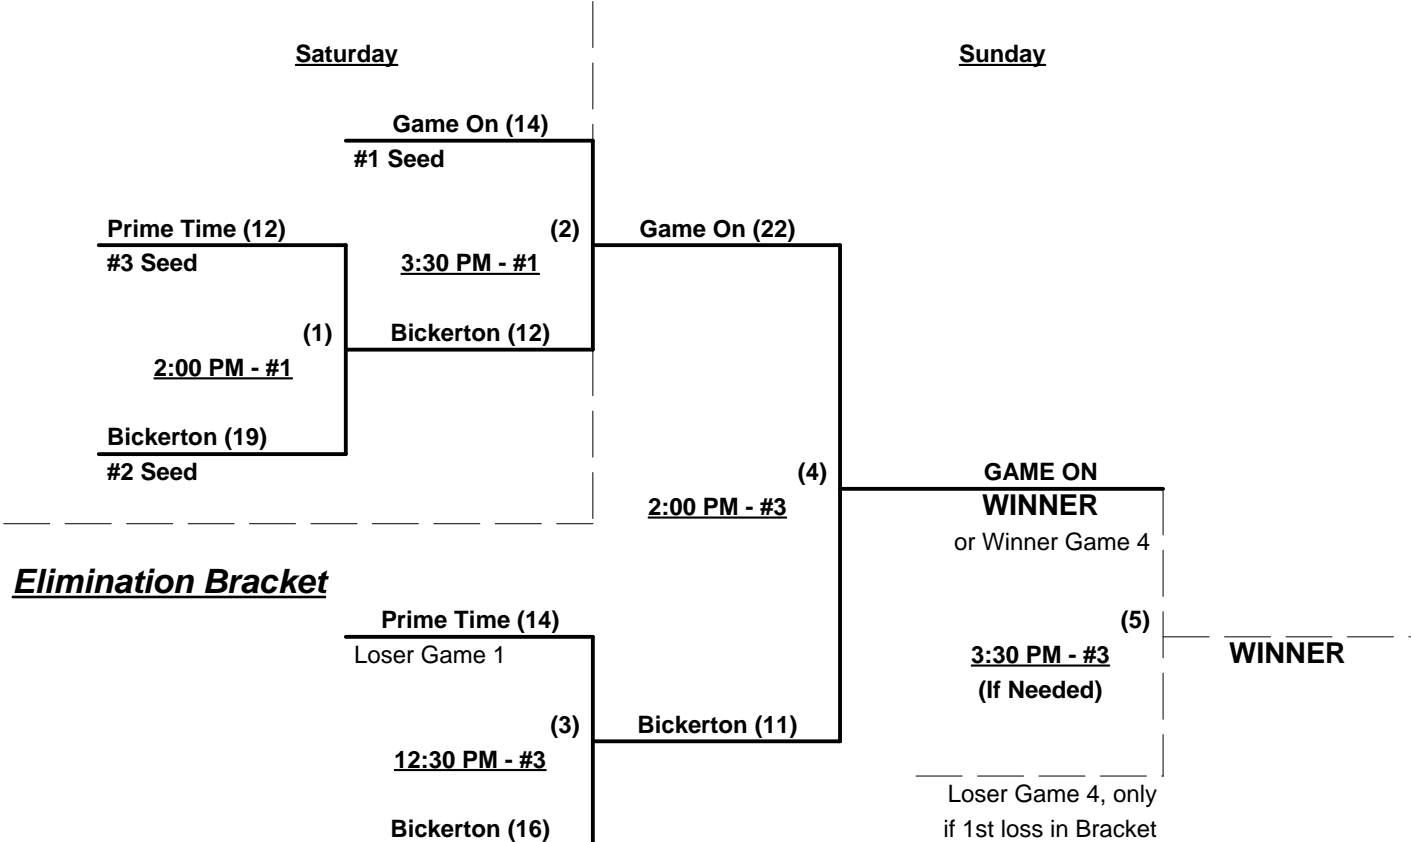 Saturday
Sunday
Game On (14)
#1 Seed
Prime Time (12)
#3 Seed
(2)
3:30 PM - #1
Game On (22)
(1)
2:00 PM - #1
Bickerton (12)
Bickerton (19)
#2 Seed
(4)
2:00 PM - #3
GAME ON
WINNER
or Winner Game 4
Elimination Bracket
Prime Time (14)
Loser Game 1
(5)
3:30 PM - #3
(If Needed)
WINNER
(3)
12:30 PM - #3
Bickerton (11)
Bickerton (16)
Loser Game 4, only
if 1st loss in Bracket